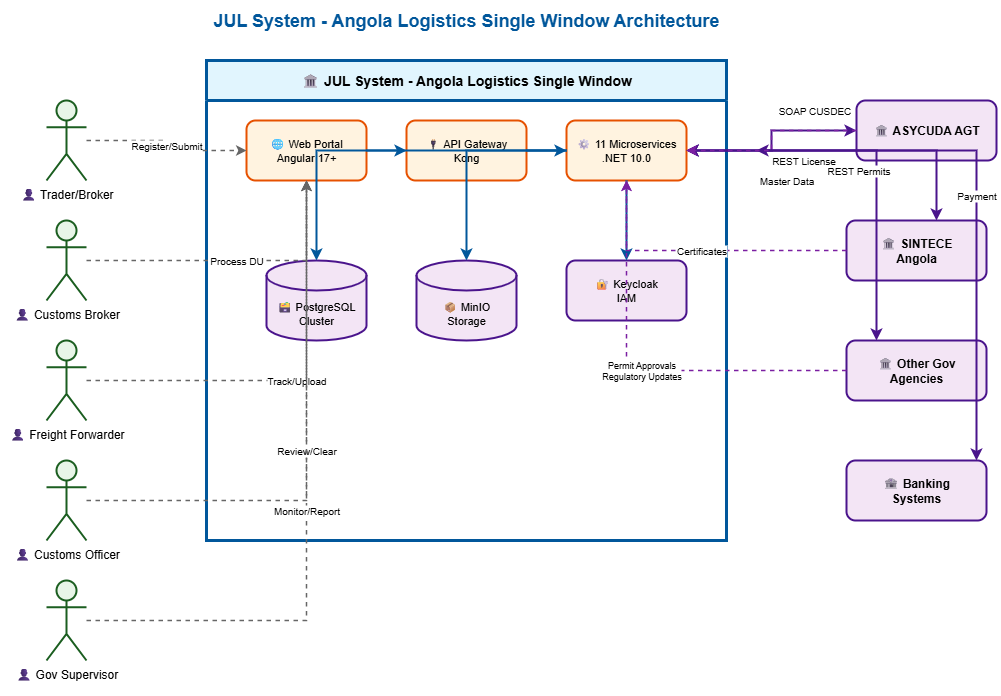 JUL System - Angola Logistics Single Window Architecture
🏛️ JUL System - Angola Logistics Single Window
SOAP CUSDEC
🏛️ ASYCUDA AGT
🌐 Web Portal
Angular 17+
API Gateway
Kong
⚙️ 11 Microservices
.NET 10.0
Register/Submit
REST License
REST Permits
Master Data
Payment
👤 Trader/Broker
🏛️ SINTECE
Angola
Certificates
Process DU
🗃️ PostgreSQL
Cluster
📦 MinIO
Storage
🔐 Keycloak
IAM
👤 Customs Broker
Permit Approvals
Regulatory Updates
🏛️ Other Gov
Agencies
Track/Upload
👤 Freight Forwarder
Review/Clear
🏦 Banking
Systems
Monitor/Report
👤 Customs Officer
👤 Gov Supervisor